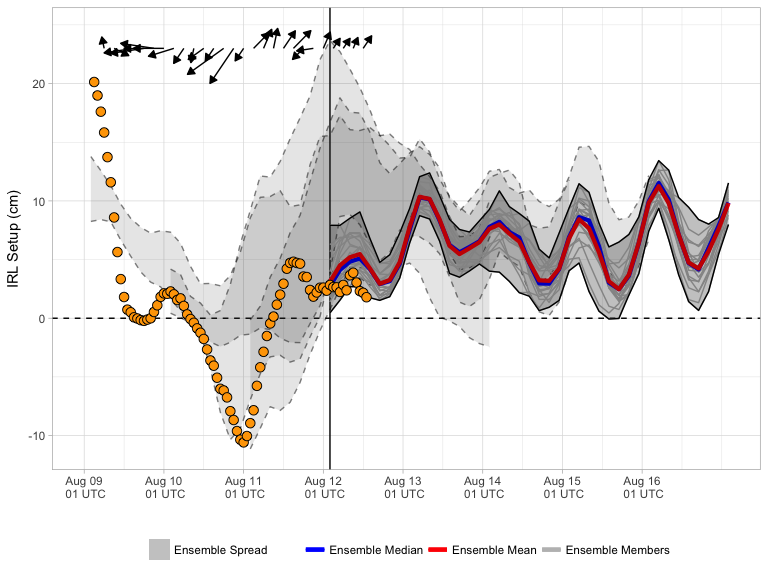 20
10
0
-10
IRL Setup (cm)
Aug 09 Aug 10 Aug 11 Aug 12 Aug 13 Aug 14 Aug 15 Aug 16
01 UTC 01 UTC 01 UTC 01 UTC 01 UTC 01 UTC 01 UTC 01 UTC
Ensemble Spread Ensemble Median Ensemble Mean Ensemble Members